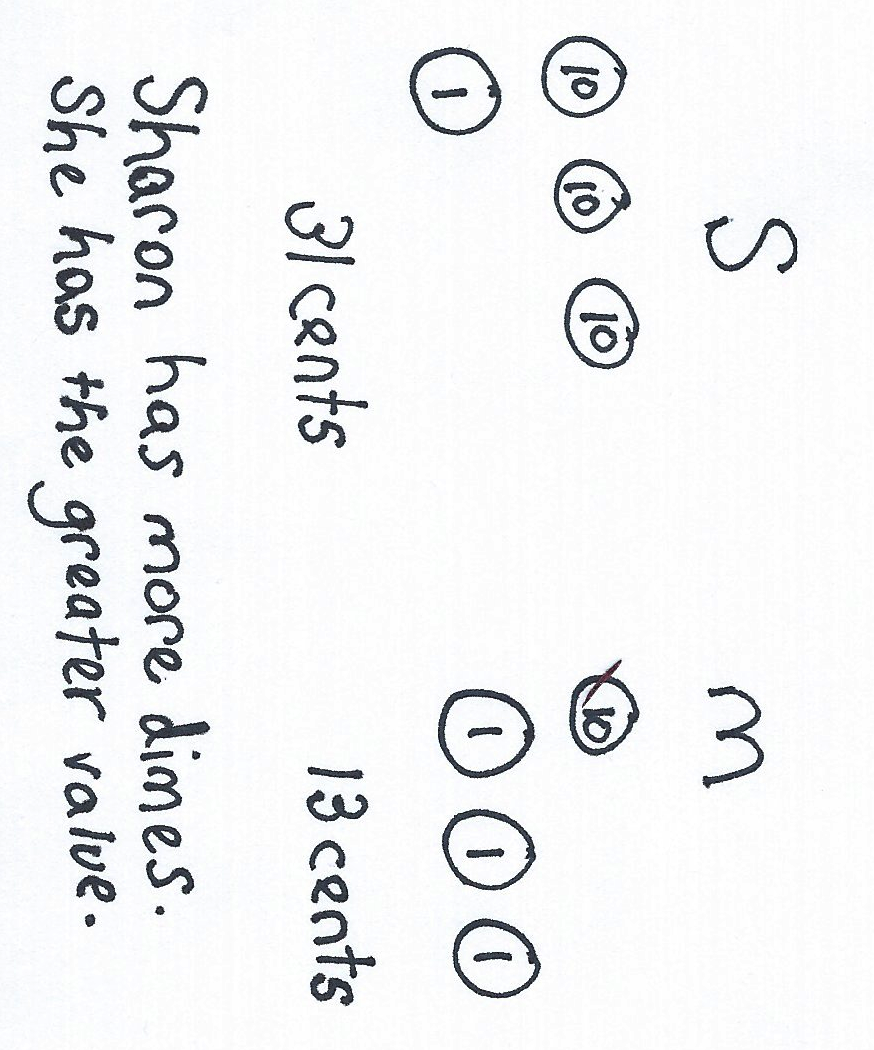 S M
10 10 10 10
1 1 1 1
31 cents 13 cents
Sharon has more dimes.
She has the greater value.